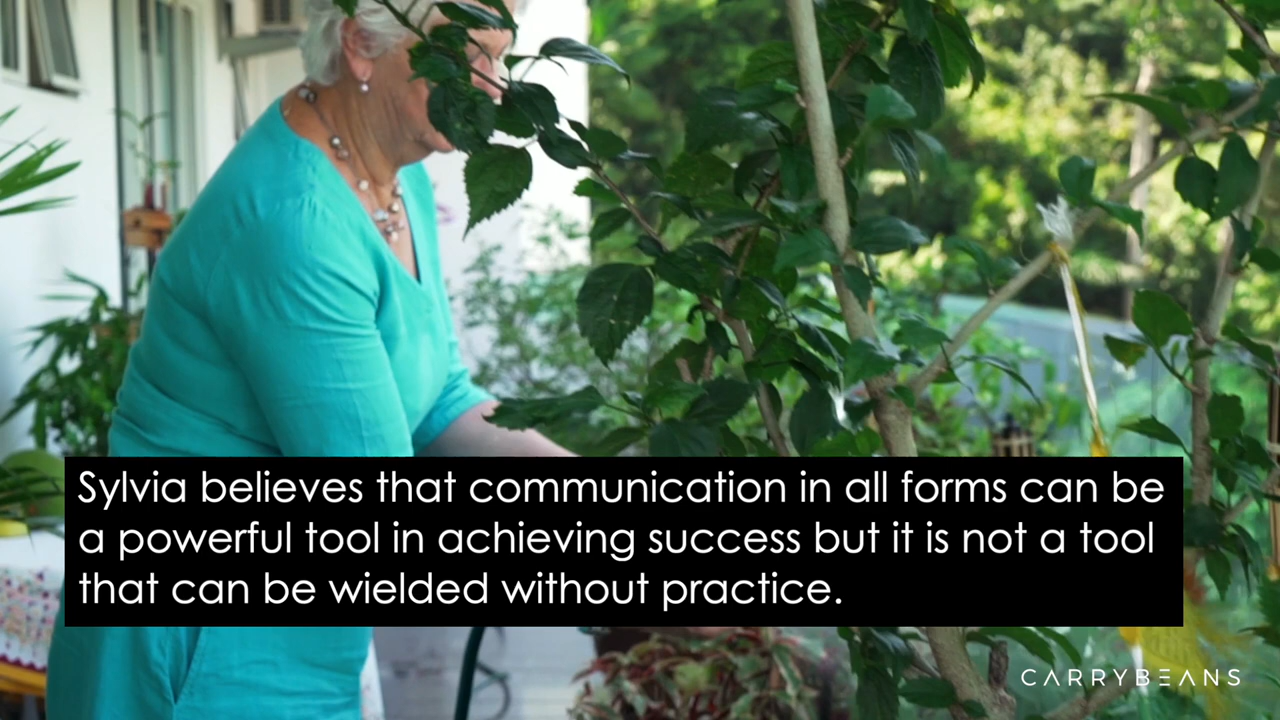 Sylvia believes that communication in all forms can be
a powerful tool in achieving success but it is not a tool
that can be wielded without practice.
CARRYBEANS